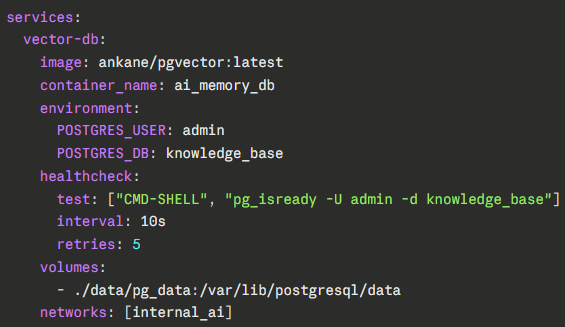 services:
  vector-db:
    image: ankane/pgvector:latest
    container_name: ai_memory_db
    environment:
      POSTGRES_USER: admin
      POSTGRES_DB: knowledge_base
    healthcheck:
      test: ["CMD-SHELL", "pg_isready -U admin -d knowledge_base"]
      interval: 10s
      retries: 5
    volumes:
      - ./data/pg_data:/var/lib/postgresql/data
    networks: [internal_ai]